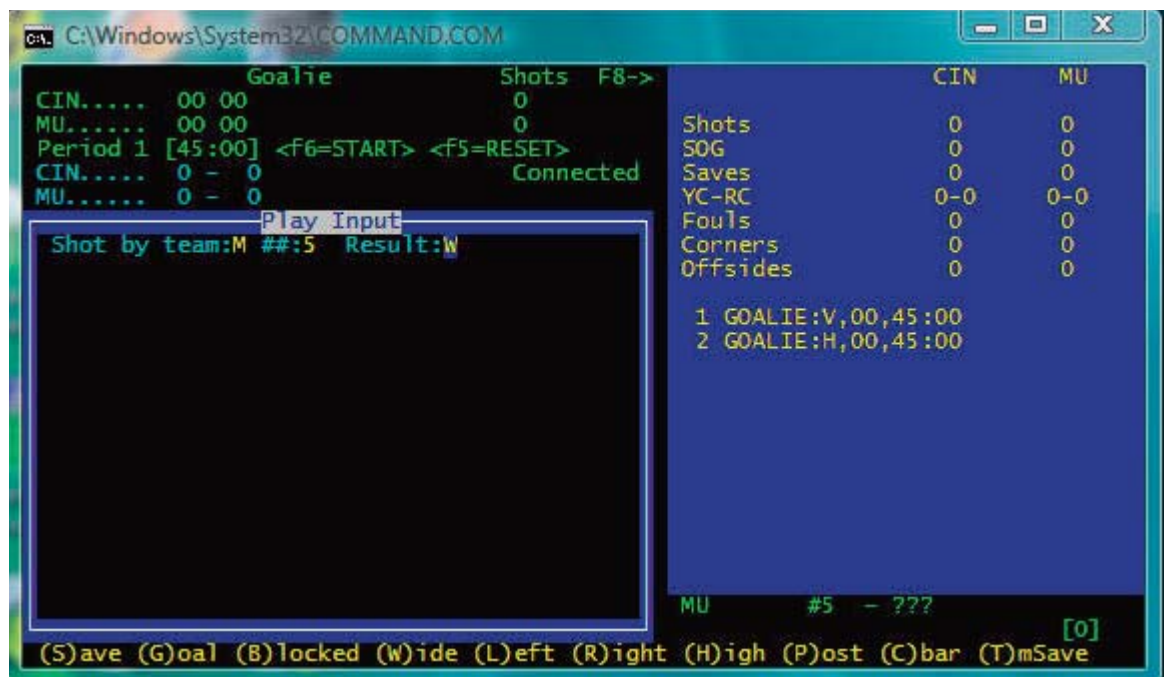 C:\Windows\System32\COMMAND.COM
Goalie Shots F8->
CIN..... 00 00 0
MU...... 00 00 0
Period 1 [45:00] <f6=START> <f5=RESET>
CIN..... 0 - 0 Connected
MU...... 0 - 0
Play Input
Shot by team:M ##:5 Result:W
CIN MU
Shots 0 0
SOG 0 0
Saves 0 0
YC-RC 0-0 0-0
Fouls 0 0
Corners 0 0
Offsides 0 0
1 GOALIE:V,00,45:00
2 GOALIE:H,00,45:00
MU #5 - ???
[0]
(S)ave (G)oal (B)locked (W)ide (L)eft (R)ight (H)igh (P)ost (C)bar (T)mSave